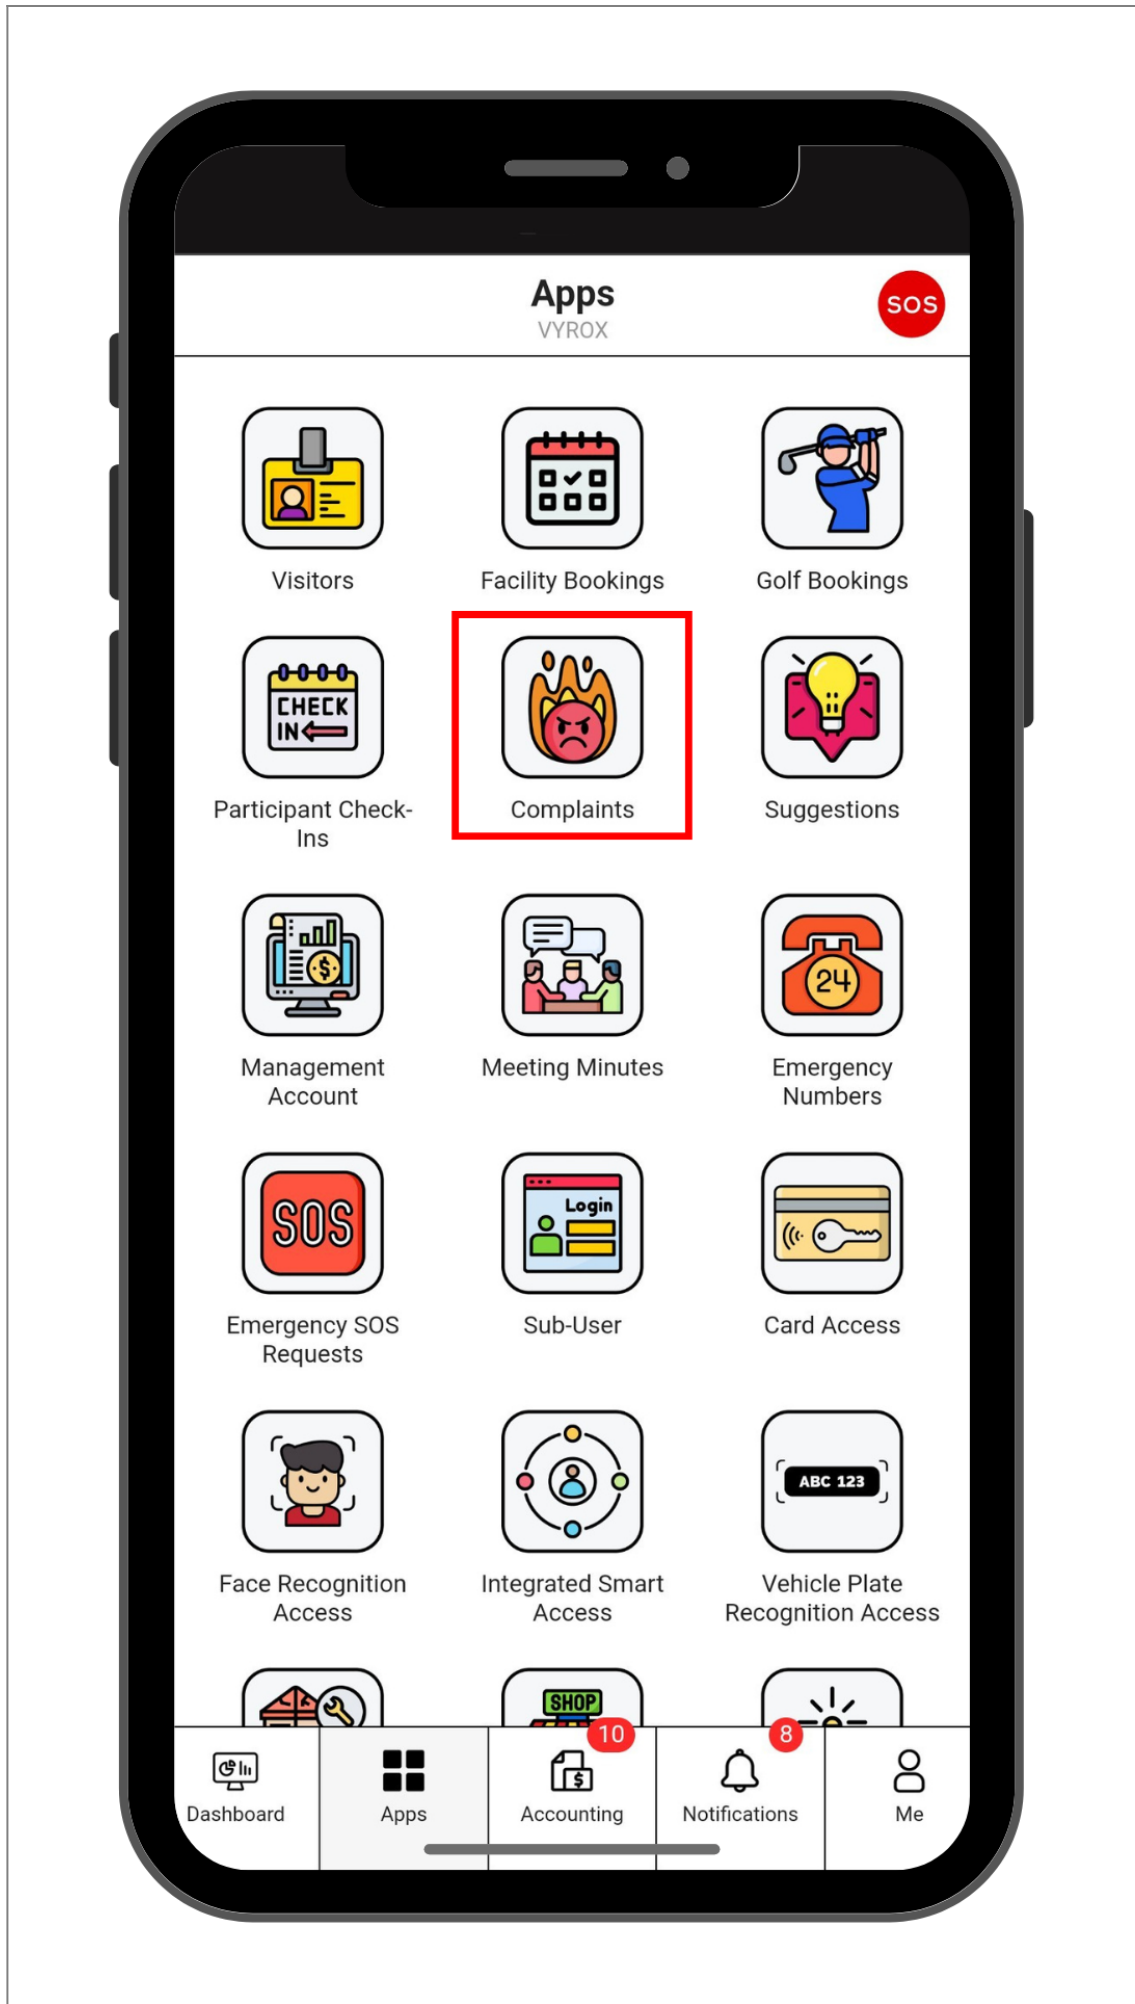 Apps
VYROX
SOS
Visitors
Facility Bookings
Golf Bookings
CHECK
IN
Participant Check-
Ins
Complaints
Suggestions
Management
Account
Meeting Minutes
24
Emergency
Numbers
SOS
Emergency SOS
Requests
Login
Sub-User
Card Access
Face Recognition
Access
Integrated Smart
Access
ABC 123
Vehicle Plate
Recognition Access
SHOP
Dashboard
Apps
10
Accounting
8
Notifications
Me